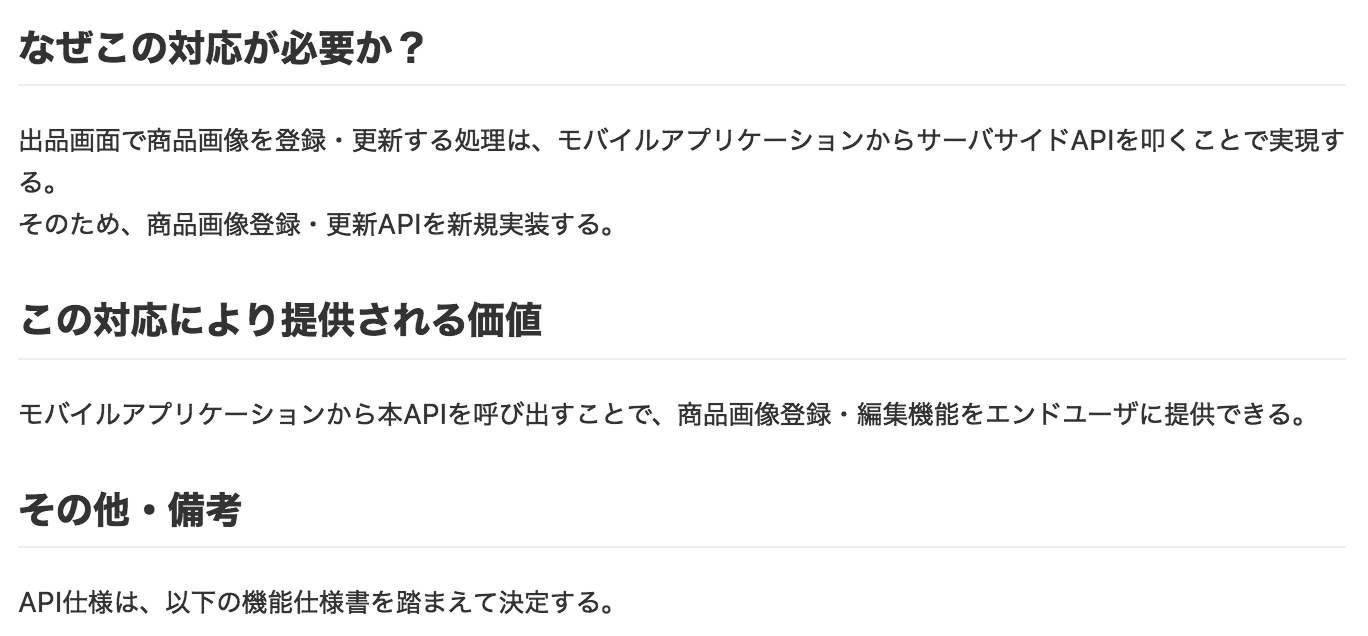 なぜこの対応が必要か？
出品画面で商品画像を登録・更新する処理は、モバイルアプリケーションからサーバサイドAPIを叩くことで実現す
る。
そのため、商品画像登録・更新APIを新規実装する。
この対応により提供される価値
モバイルアプリケーションから本APIを呼び出すことで、商品画像登録・編集機能をエンドユーザに提供できる。
その他・備考
API仕様は、以下の機能仕様書を踏まえて決定する。